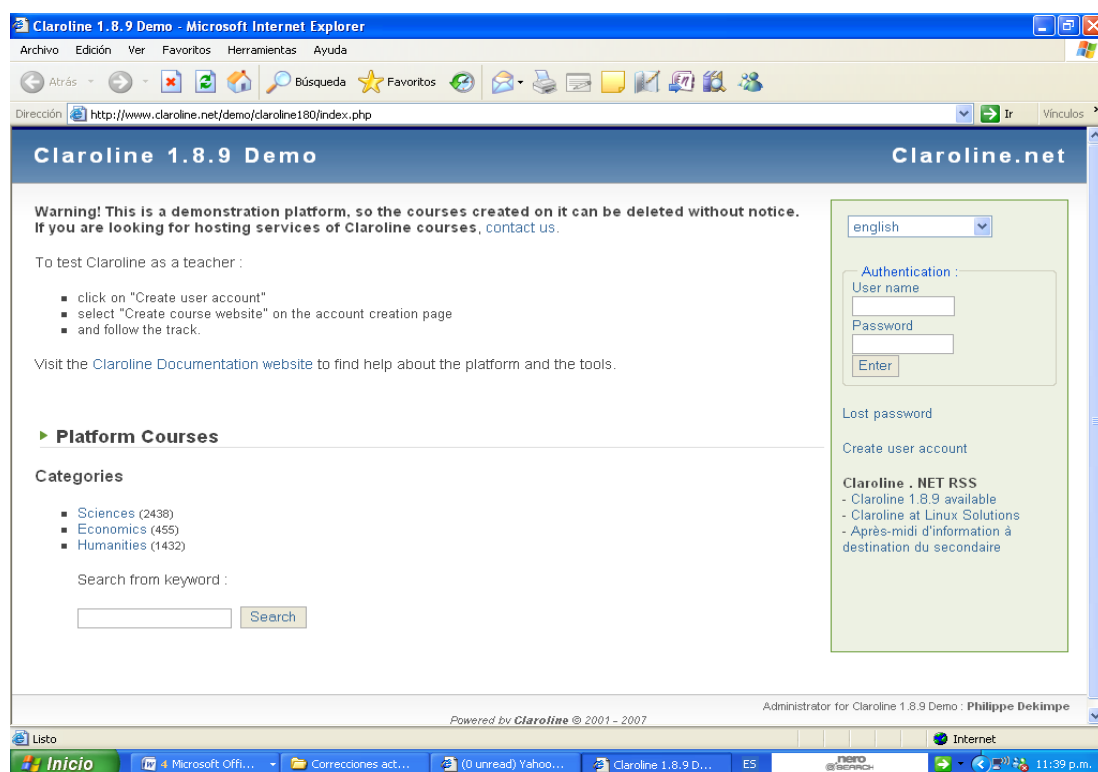 Claroline 1.8.9 Demo - Microsoft Internet Explorer
Archivo Edición Ver Favoritos Herramientas Ayuda
Atrás Búsqueda Favoritos
Dirección http://www.claroline.net/demo/claroline180/index.php Ir Vínculos
Claroline 1.8.9 Demo Claroline.net
Warning! This is a demonstration platform, so the courses created on it can be deleted without notice.
If you are looking for hosting services of Claroline courses, contact us.
To test Claroline as a teacher :
click on "Create user account"
select "Create course website" on the account creation page
and follow the track.
Visit the Claroline Documentation website to find help about the platform and the tools.
Platform Courses
Categories
Sciences (2438)
Economics (455)
Humanities (1432)
Search from keyword :
Search
english
Authentication :
User name
Password
Enter
Lost password
Create user account
Claroline . NET RSS
- Claroline 1.8.9 available
- Claroline at Linux Solutions
- Après-midi d'information à
destination du secondaire
Administrator for Claroline 1.8.9 Demo : Philippe Dekimpe
Powered by Claroline © 2001 - 2007
Listo Internet
Inicio 4 Microsoft Offi... Correcciones act... (0 unread) Yahoo... Claroline 1.8.9 D... ES nero SEARCH 11:39 p.m.